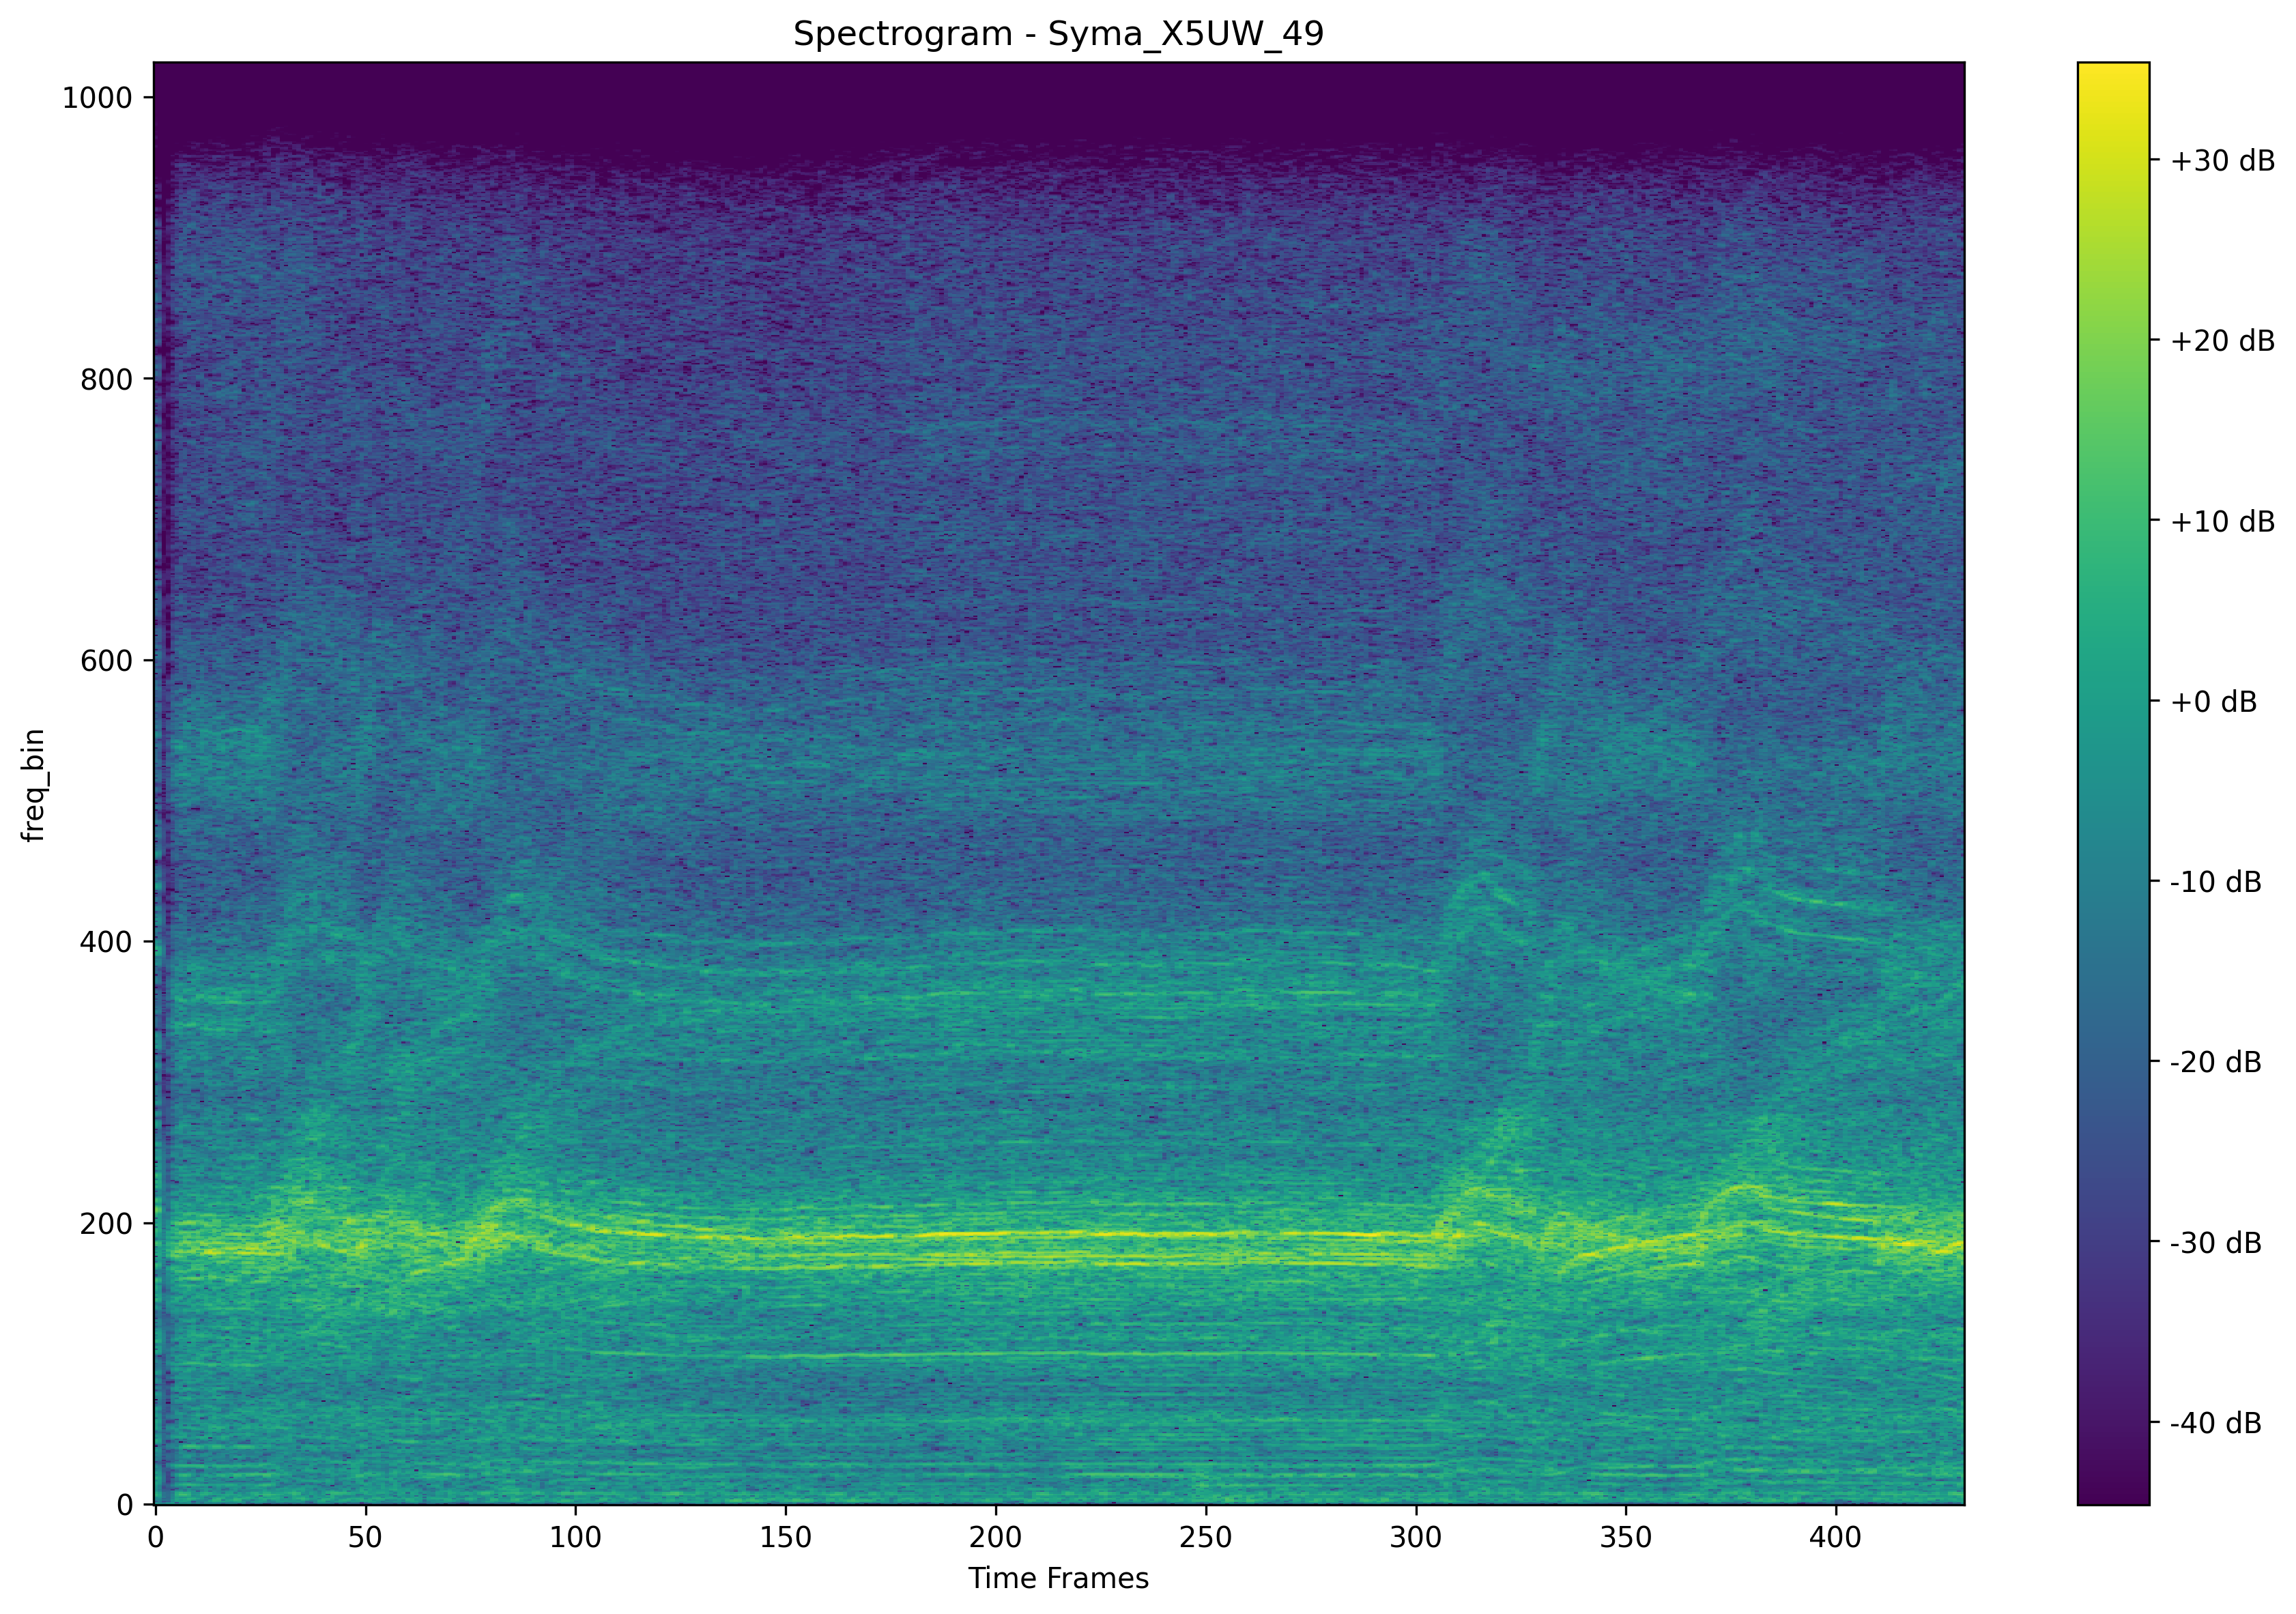 Spectrogram - Syma_X5UW_49
freq_bin
1000
800
600
400
200
0
0 50 100 150 200 250 300 350 400
Time Frames
+30 dB
+20 dB
+10 dB
+0 dB
-10 dB
-20 dB
-30 dB
-40 dB